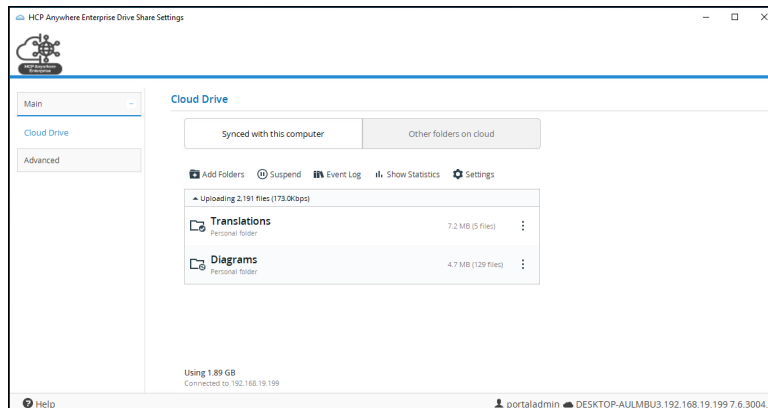 HCP Anywhere Enterprise Drive Share Settings
HCP Anywhere
Enterprise
Main
Cloud Drive
Advanced
Cloud Drive
Synced with this computer
Other folders on cloud
Add Folders Suspend Event Log Show Statistics Settings
Uploading 2,191 files (173.0Kbps)
Translations
Personal folder
7.2 MB (5 files)
Diagrams
Personal folder
4.7 MB (129 files)
Using 1.89 GB
Connected to 192.168.19.199
Help
portaladmin DESKTOP-AULMBU3.192.168.19.199 7.6.3004.